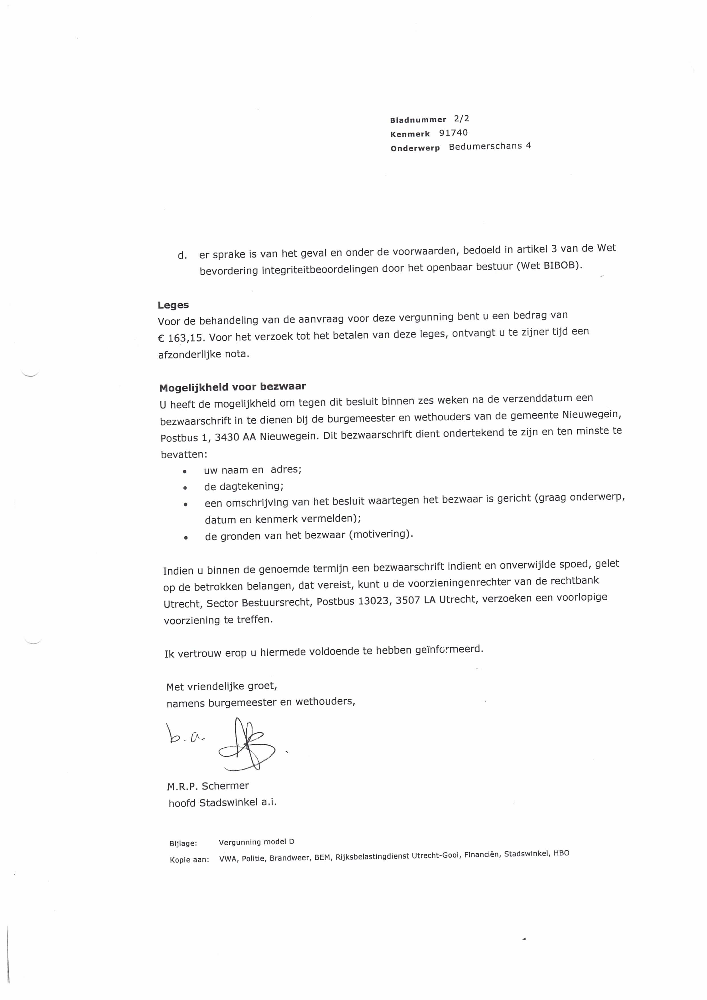 Bladnummer 2/2
Kenmerk 91740
Onderwerp Bedumerschans 4
d. er sprake is van het geval en onder de voorwaarden, bedoeld in artikel 3 van de Wet
bevordering integriteitbeoordelingen door het openbaar bestuur (Wet BIBOB).
Leges
Voor de behandeling van de aanvraag voor deze vergunning bent u een bedrag van
€ 163,15. Voor het verzoek tot het betalen van deze leges, ontvangt u te zijner tijd een
afzonderlijke nota.
Mogelijkheid voor bezwaar
U heeft de mogelijkheid om tegen dit besluit binnen zes weken na de verzenddatum een
bezwaarschrift in te dienen bij de burgemeester en wethouders van de gemeente Nieuwegein,
Postbus 1, 3430 AA Nieuwegein. Dit bezwaarschrift dient ondertekend te zijn en ten minste te
bevatten:
• uw naam en adres;
• de dagtekening;
• een omschrijving van het besluit waartegen het bezwaar is gericht (graag onderwerp,
datum en kenmerk vermelden);
• de gronden van het bezwaar (motivering).
Indien u binnen de genoemde termijn een bezwaarschrift indient en onverwijlde spoed, gelet
op de betrokken belangen, dat vereist, kunt u de voorzieningenrechter van de rechtbank
Utrecht, Sector Bestuursrecht, Postbus 13023, 3507 LA Utrecht, verzoeken een voorlopige
voorziening te treffen.
Ik vertrouw erop u hiermede voldoende te hebben geïnformeerd.
Met vriendelijke groet,
namens burgemeester en wethouders,
b.a.
M.R.P. Schermer
hoofd Stadswinkel a.i.
Bijlage: Vergunning model D
Kopie aan: VWA, Politie, Brandweer, BEM, Rijksbelastingdienst Utrecht-Gooi, Financiën, Stadswinkel, HBO